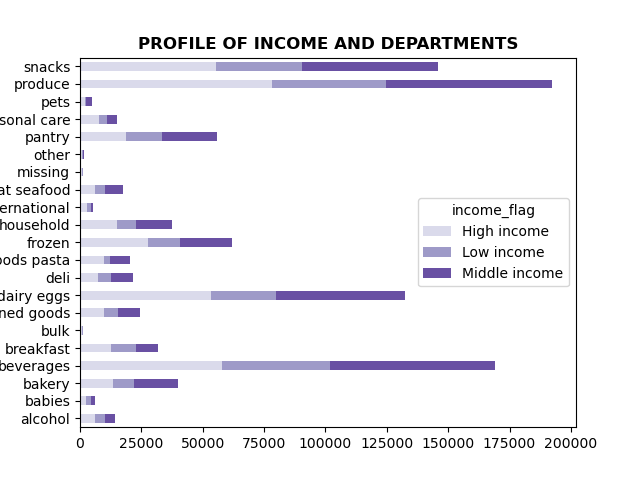 PROFILE OF INCOME AND DEPARTMENTS
snacks
produce
pets
sonal care
pantry
other
missing
at seafood
ernational
household
frozen
oods pasta
deli
dairy eggs
ned goods
bulk
breakfast
beverages
bakery
babies
alcohol
income_flag
High income
Low income
Middle income
0 25000 50000 75000 100000 125000 150000 175000 200000